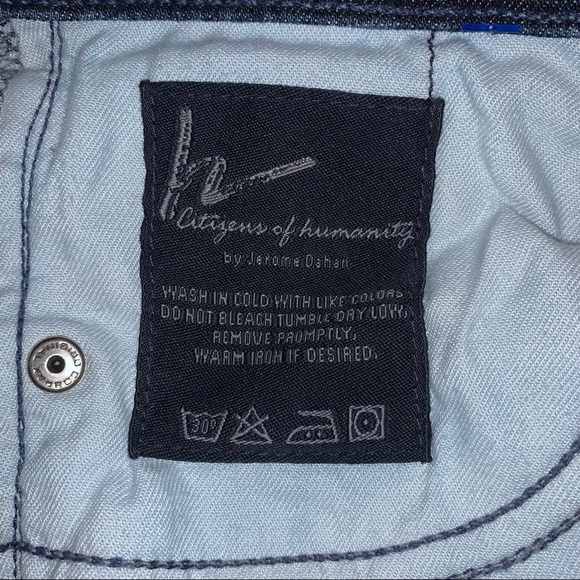 h
Citizens of humanity
by Jerome Dahan
WASH IN COLD WITH LIKE COLORS
DO NOT BLEACH TUMBLE DRY LOW,
REMOVE PROMPTLY,
WARM IRON IF DESIRED.
30°